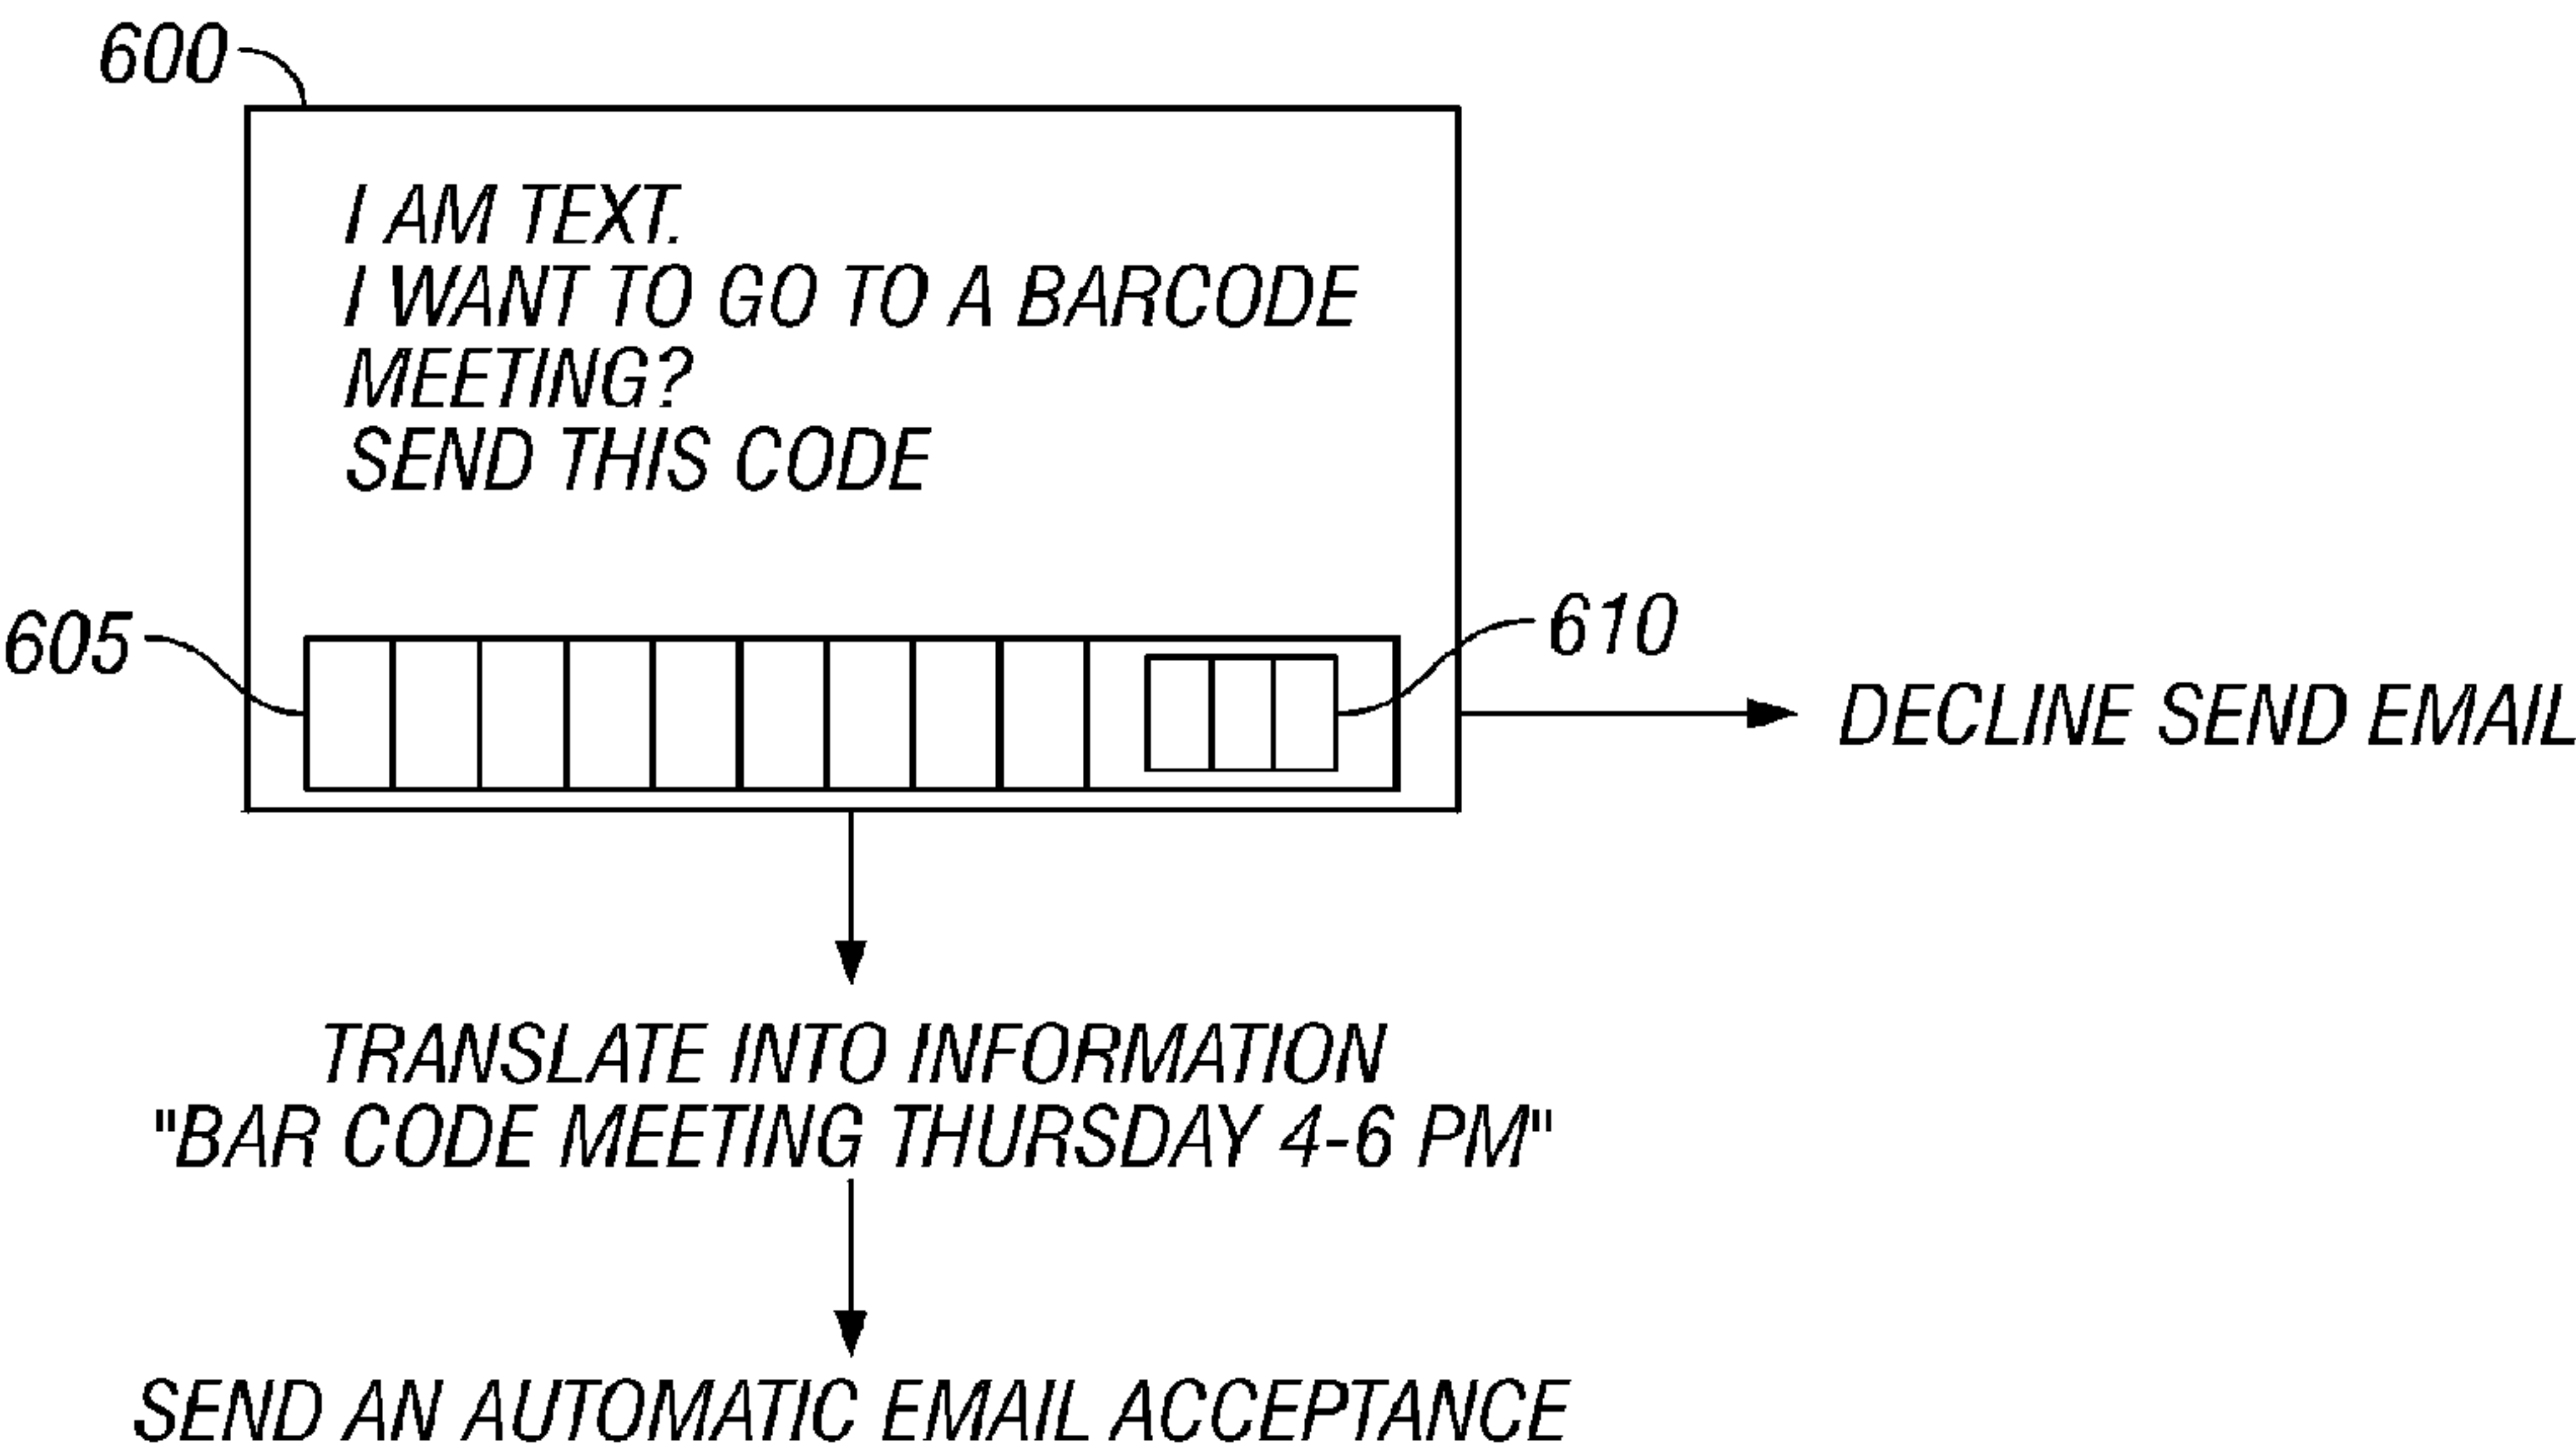 600
I AM TEXT.
I WANT TO GO TO A BARCODE
MEETING?
SEND THIS CODE
605
610
DECLINE SEND EMAIL
TRANSLATE INTO INFORMATION
"BAR CODE MEETING THURSDAY 4-6 PM"
SEND AN AUTOMATIC EMAIL ACCEPTANCE